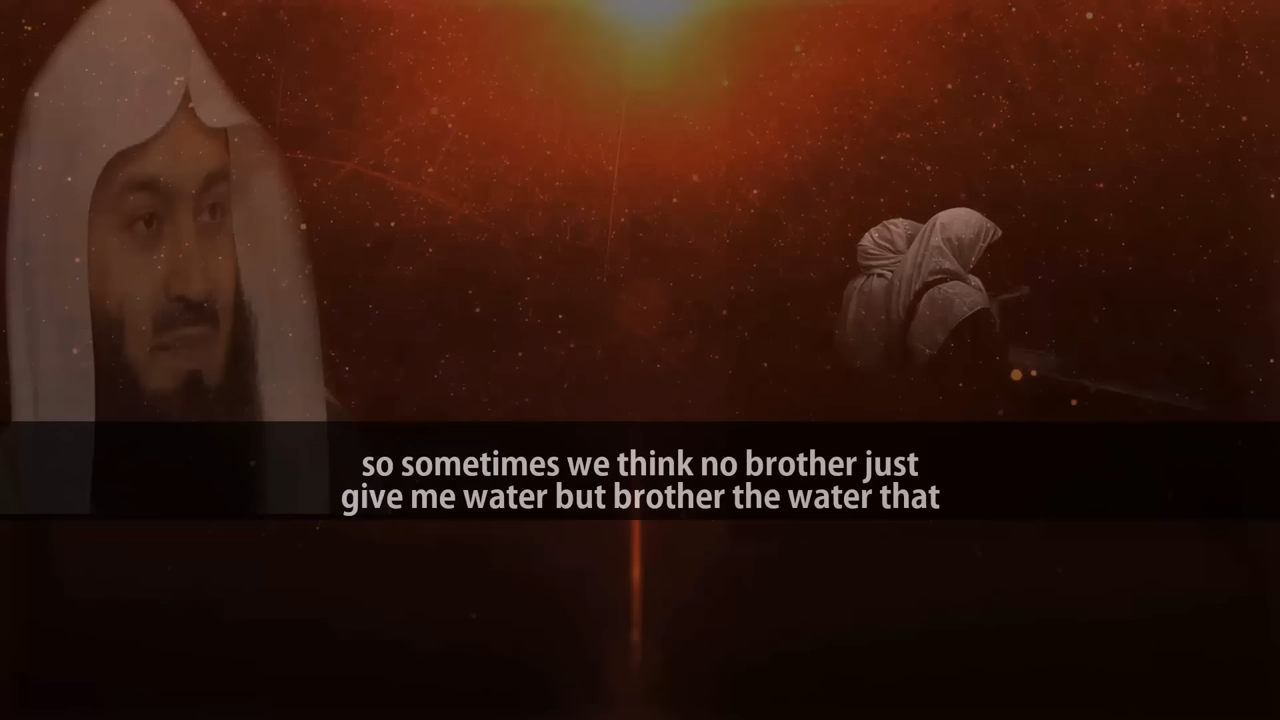 so sometimes we think no brother just
give me water but brother the water that